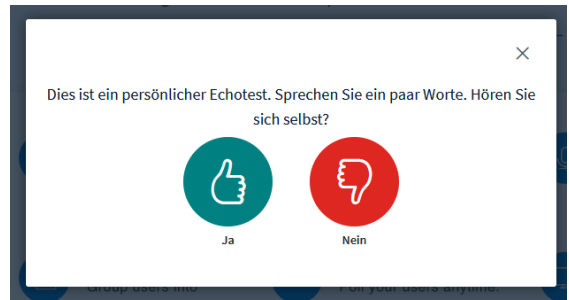 Dies ist ein persönlicher Echotest. Sprechen Sie ein paar Worte. Hören Sie
sich selbst?
Ja
Nein
Group users into
Poll your users anytime.